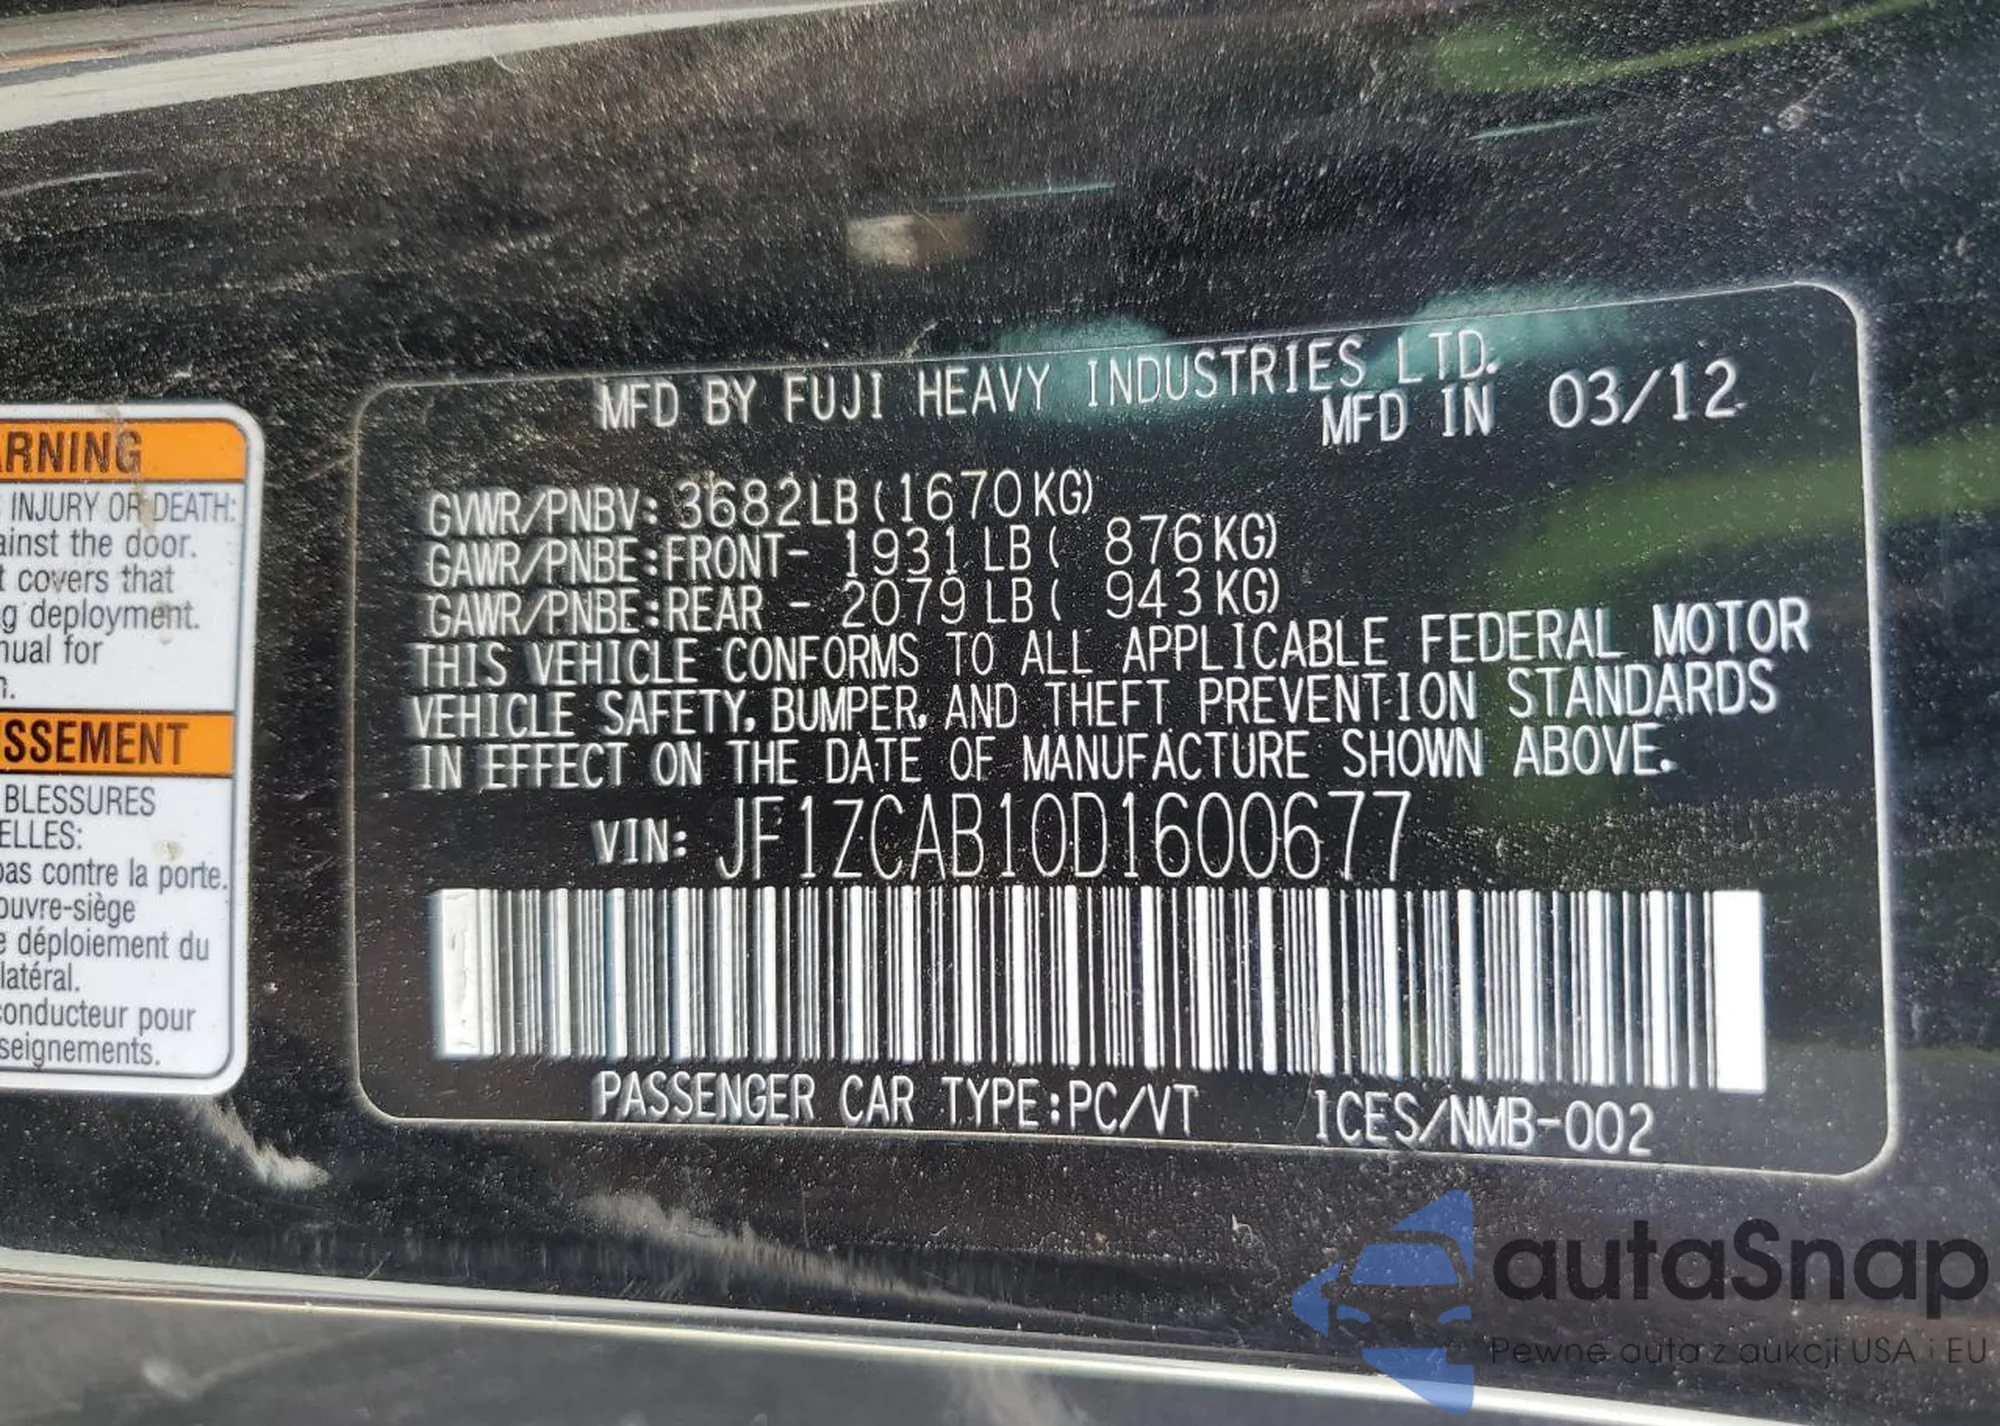 ARNING
INJURY OR DEATH:
ainst the door.
t covers that
g deployment.
nual for
n.
SSEMENT
BLESSURES
ELLES:
pas contre la porte.
ouvre-siège
e déploiement du
latéral.
conducteur pour
seignements.
MFD BY FUJI HEAVY INDUSTRIES LTD.
MFD IN 03/12
GVWR/PNBV: 3682LB (1670KG)
GAWR/PNBE:FRONT- 1931 LB ( 876KG)
GAWR/PNBE:REAR - 2079 LB ( 943KG)
THIS VEHICLE CONFORMS TO ALL APPLICABLE FEDERAL MOTOR
VEHICLE SAFETY, BUMPER, AND THEFT PREVENTION STANDARDS
IN EFFECT ON THE DATE OF MANUFACTURE SHOWN ABOVE.
VIN: JF1ZCAB10D1600677
PASSENGER CAR TYPE:PC/VT ICES/NMB-002
autaSnap
Pewne auta z aukcji USA i EU